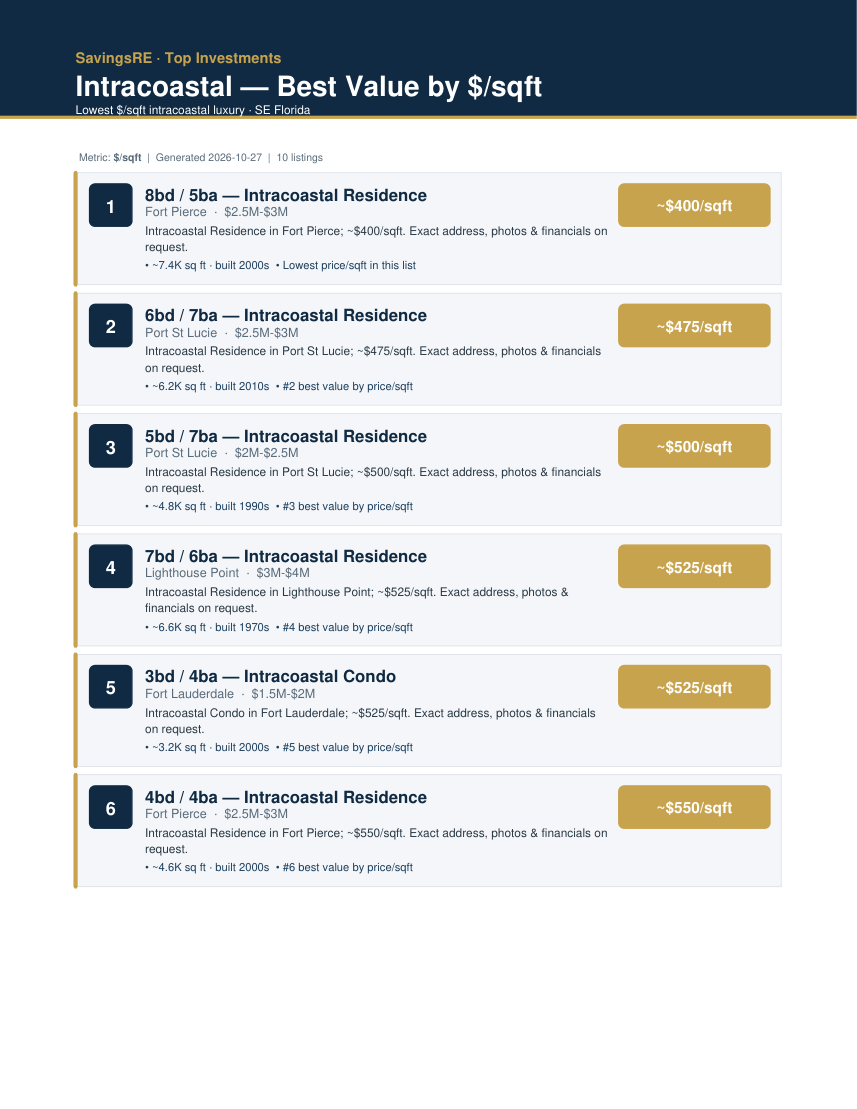 SavingsRE · Top Investments
Intracoastal — Best Value by $/sqft
Lowest $/sqft intracoastal luxury · SE Florida
Metric: $/sqft | Generated 2026-10-27 | 10 listings
1
8bd / 5ba — Intracoastal Residence
~$400/sqft
Fort Pierce · $2.5M-$3M
Intracoastal Residence in Fort Pierce; ~$400/sqft. Exact address, photos & financials on
request.
• ~7.4K sq ft · built 2000s • Lowest price/sqft in this list
2
6bd / 7ba — Intracoastal Residence
~$475/sqft
Port St Lucie · $2.5M-$3M
Intracoastal Residence in Port St Lucie; ~$475/sqft. Exact address, photos & financials
on request.
• ~6.2K sq ft · built 2010s • #2 best value by price/sqft
3
5bd / 7ba — Intracoastal Residence
~$500/sqft
Port St Lucie · $2M-$2.5M
Intracoastal Residence in Port St Lucie; ~$500/sqft. Exact address, photos & financials
on request.
• ~4.8K sq ft · built 1990s • #3 best value by price/sqft
4
7bd / 6ba — Intracoastal Residence
~$525/sqft
Lighthouse Point · $3M-$4M
Intracoastal Residence in Lighthouse Point; ~$525/sqft. Exact address, photos &
financials on request.
• ~6.6K sq ft · built 1970s • #4 best value by price/sqft
5
3bd / 4ba — Intracoastal Condo
~$525/sqft
Fort Lauderdale · $1.5M-$2M
Intracoastal Condo in Fort Lauderdale; ~$525/sqft. Exact address, photos & financials
on request.
• ~3.2K sq ft · built 2000s • #5 best value by price/sqft
6
4bd / 4ba — Intracoastal Residence
~$550/sqft
Fort Pierce · $2.5M-$3M
Intracoastal Residence in Fort Pierce; ~$550/sqft. Exact address, photos & financials on
request.
• ~4.6K sq ft · built 2000s • #6 best value by price/sqft